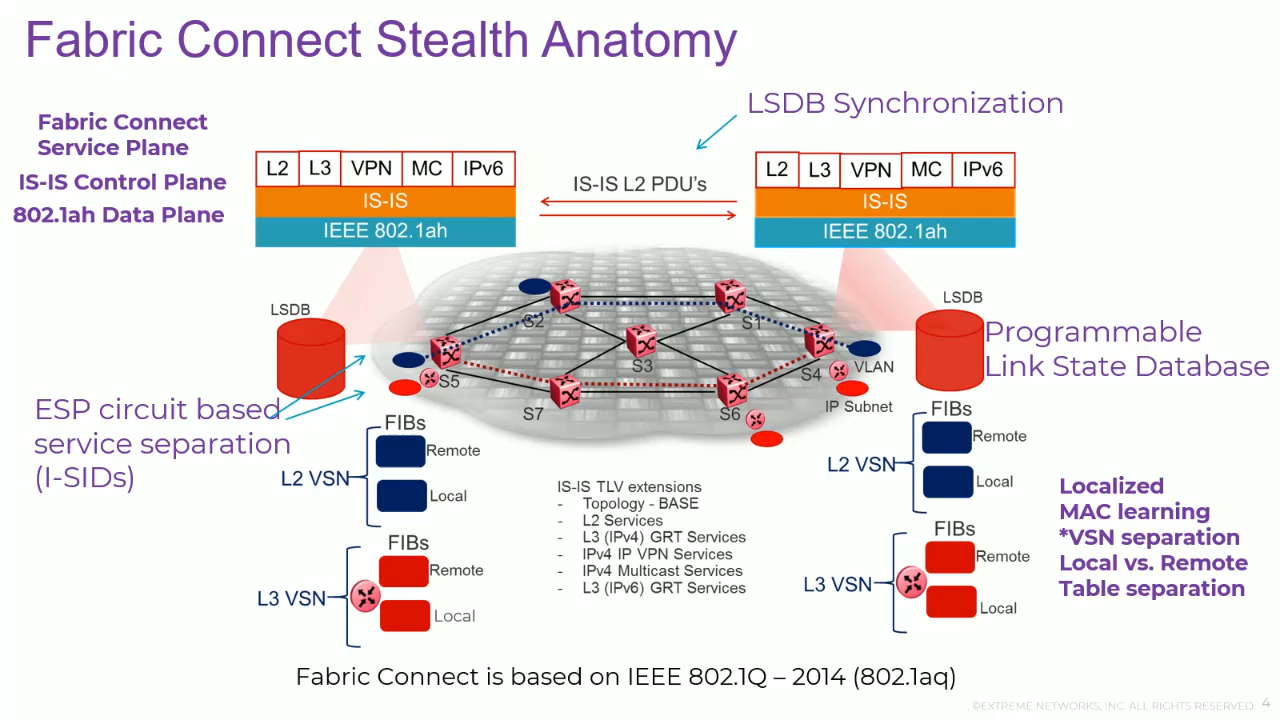 Fabric Connect Stealth Anatomy
LSDB Synchronization
Fabric Connect
Service Plane
IS-IS Control Plane
802.1ah Data Plane
L2 L3 VPN MC IPv6
IS-IS
IEEE 802.1ah
IS-IS L2 PDU's
L2 L3 VPN MC IPv6
IS-IS
IEEE 802.1ah
LSDB
S2
S1
S3
S5
S4
S7
S6
VLAN
IP Subnet
LSDB
Programmable
Link State Database
ESP circuit based
service separation
(I-SIDs)
FIBs
Remote
L2 VSN
Local
FIBs
Remote
L3 VSN
Local
IS-IS TLV extensions
- Topology - BASE
- L2 Services
- L3 (IPv4) GRT Services
- IPv4 IP VPN Services
- IPv4 Multicast Services
- L3 (IPv6) GRT Services
FIBs
Remote
L2 VSN
Local
FIBs
Remote
L3 VSN
Local
Localized
MAC learning
*VSN separation
Local vs. Remote
Table separation
Fabric Connect is based on IEEE 802.1Q – 2014 (802.1aq)
©EXTREME NETWORKS, INC. ALL RIGHTS RESERVED. 4